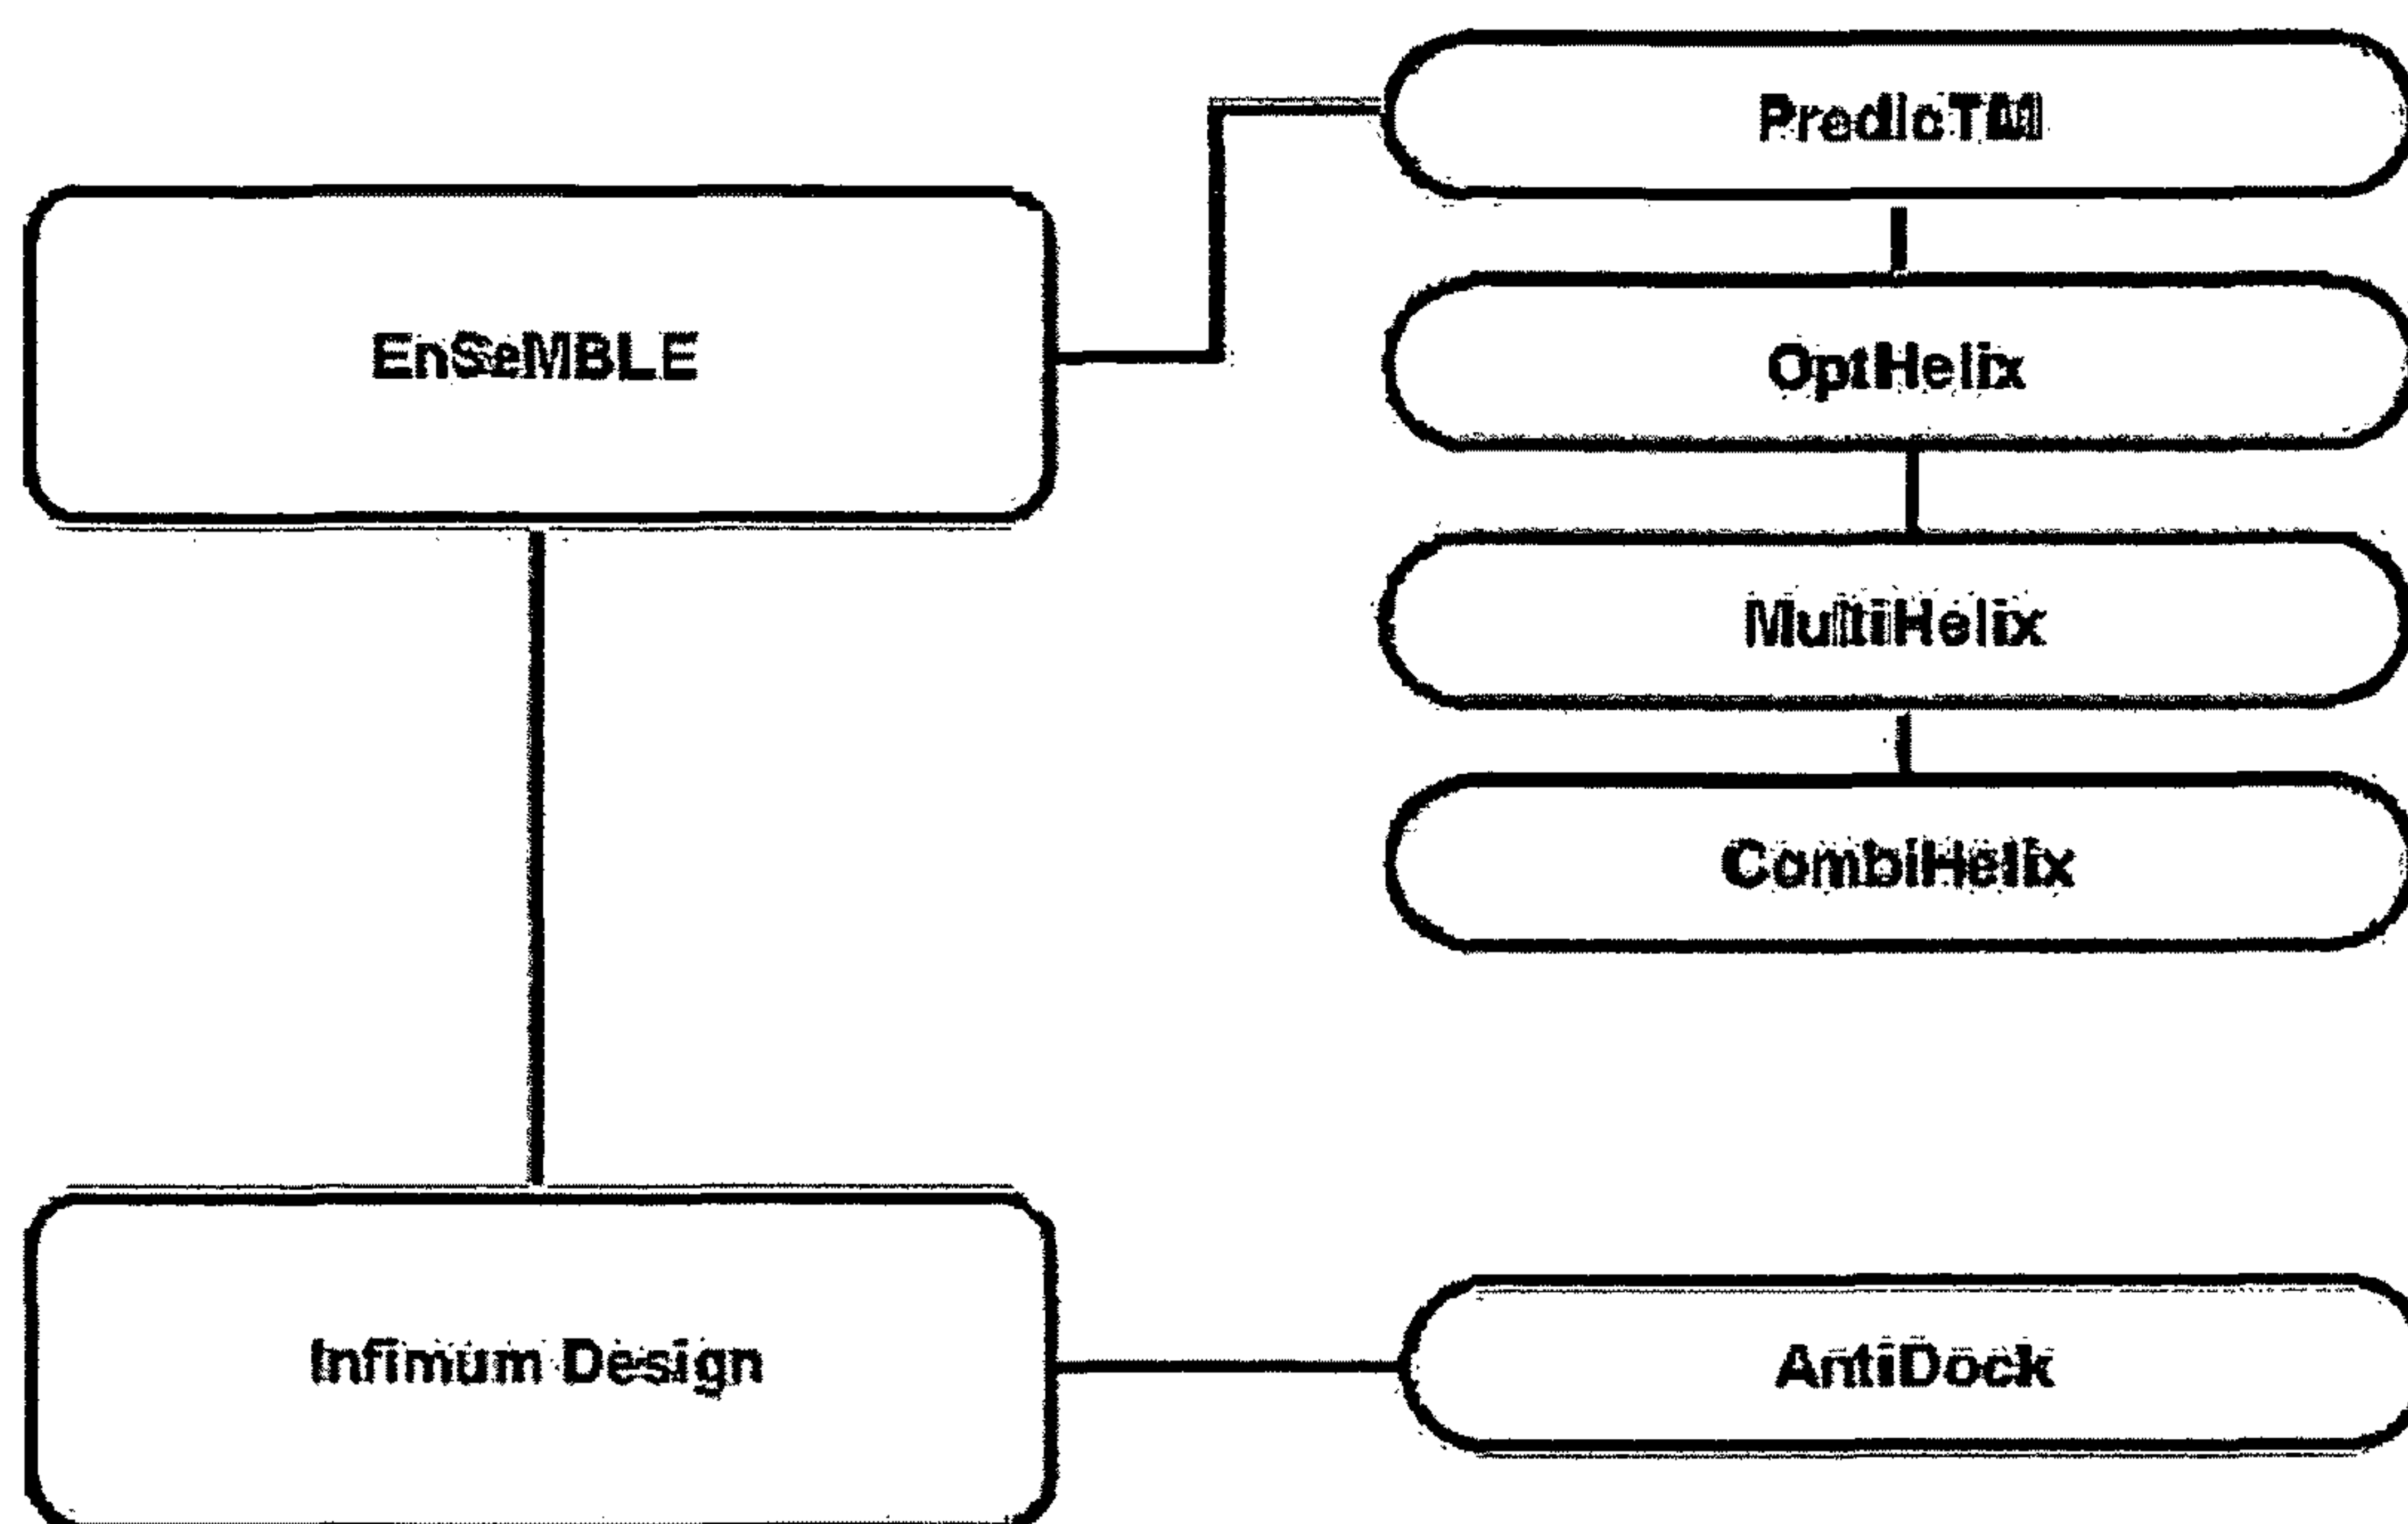 PredicTM
EnSeMBLE
OptHelix
MultiHelix
CombiHelix
Infimum Design
AntiDock